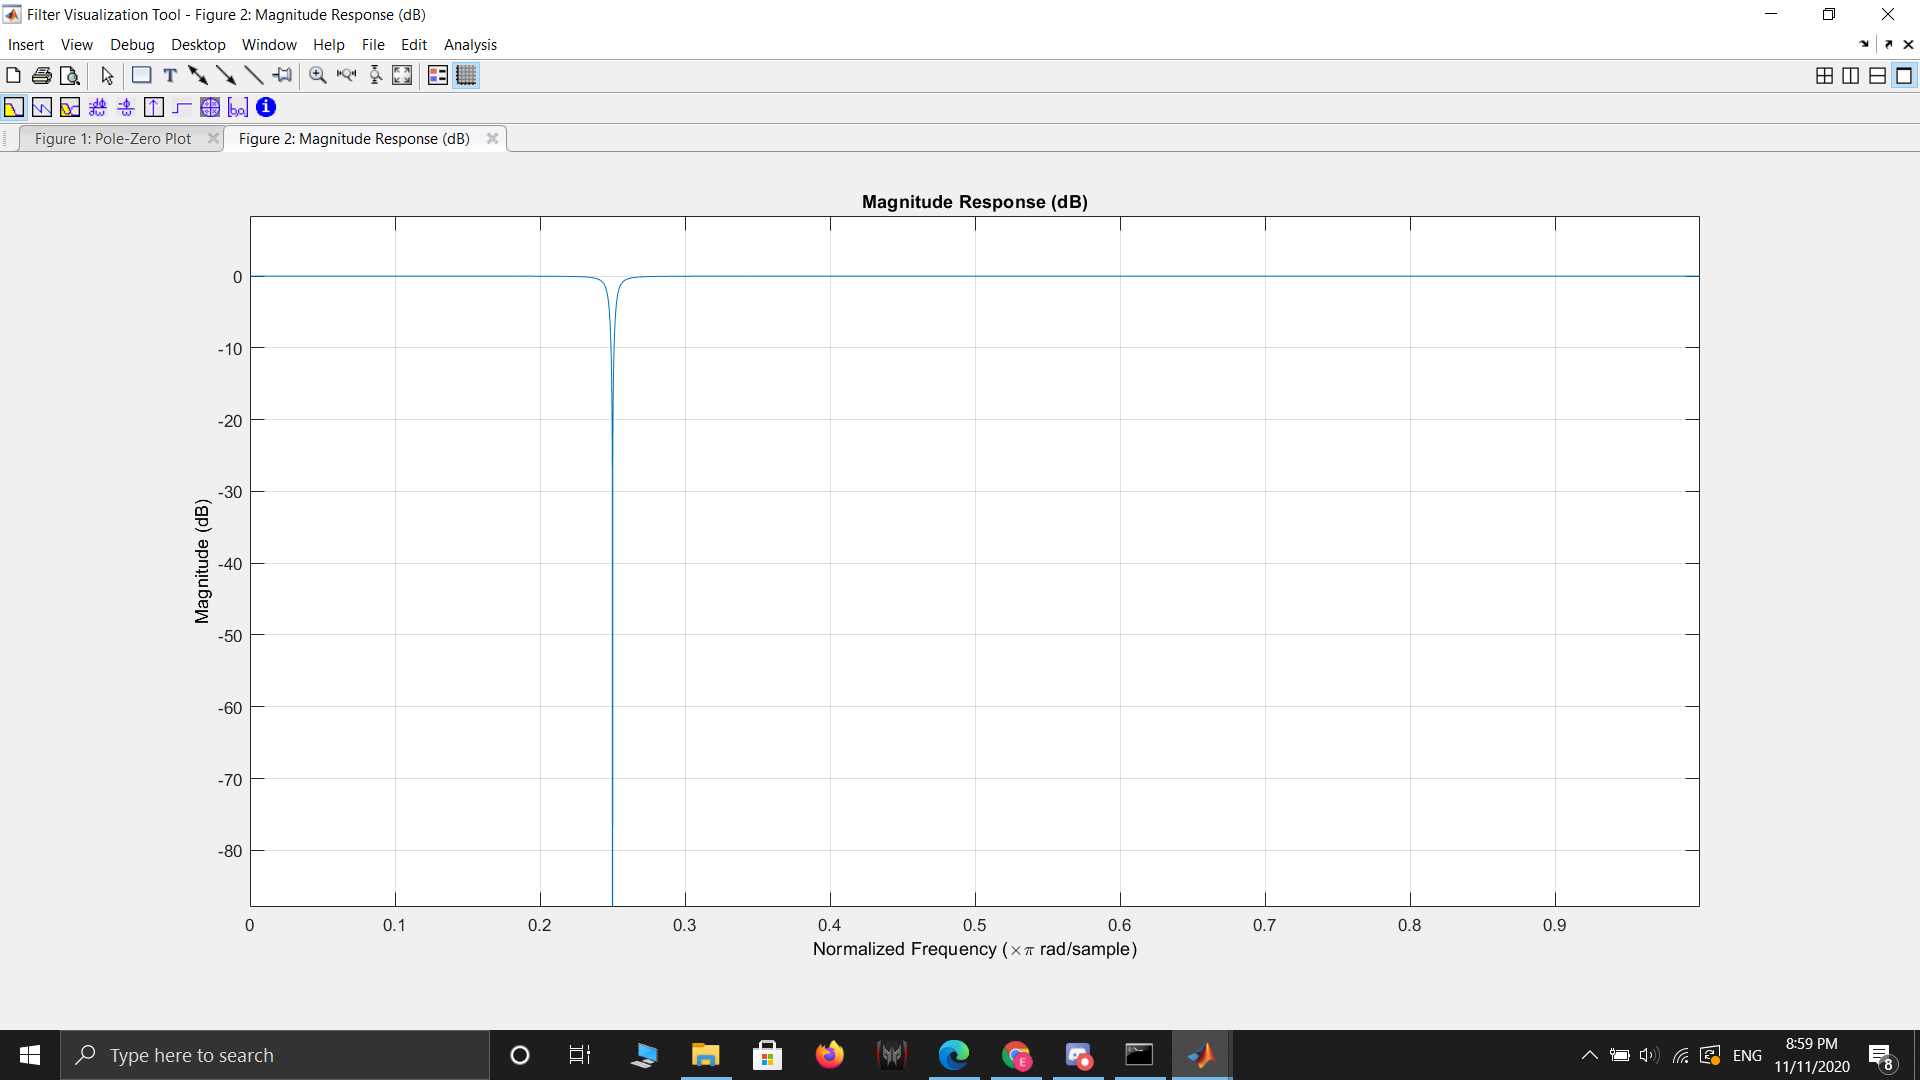 Filter Visualization Tool - Figure 2: Magnitude Response (dB)
Insert View Debug Desktop Window Help File Edit Analysis
Figure 1: Pole-Zero Plot Figure 2: Magnitude Response (dB)
Magnitude Response (dB)
0
-10
-20
-30
-40
-50
-60
-70
-80
Magnitude (dB)
0 0.1 0.2 0.3 0.4 0.5 0.6 0.7 0.8 0.9
Normalized Frequency (×π rad/sample)
Type here to search
E
ENG
8:59 PM
11/11/2020
8